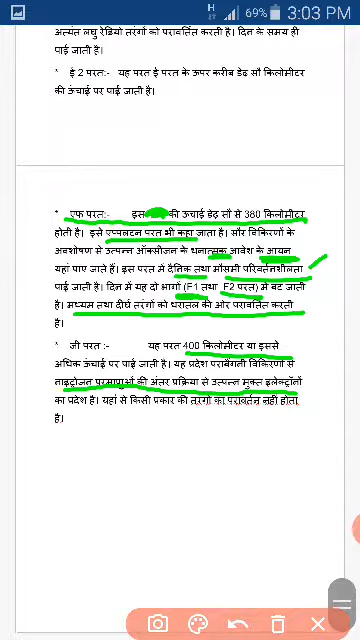 H
69% 3:03 PM
अत्यंत लघु रेडियो तरंगों को परावर्तित करती है। दिन के समय ही
पाई जाती है।
* ई 2 परत:- यह परत ई परत के ऊपर करीब डेढ़ सौ किलोमीटर
की ऊंचाई पर पाई जाती है।
* एफ परत:- इस की ऊंचाई डेढ़ सौ से 380 किलोमीटर
होती है। इसे एप्पलटन परत भी कहा जाता है। सौर विकिरणों के
अवशोषण से उत्पन्न ऑक्सीजन के धनात्मक आवेश के आयन
यहां पाए जाते हैं। इस परत में दैनिक तथा मौसमी परिवर्तनशीलता
पाई जाती है। दिन में यह दो भागों (F1 तथा F2 परत) में बंट जाती
है। मध्यम तथा दीर्घ तरंगों को धरातल की ओर परावर्तित करती
है।
* जी परत :- यह परत 400 किलोमीटर या इससे
अधिक ऊंचाई पर पाई जाती है। यह प्रदेश पराबैंगनी विकिरणों से
नाइट्रोजन परमाणुओं की अंतर प्रक्रिया से उत्पन्न मुक्त इलेक्ट्रॉनों
का प्रदेश है। यहां से किसी प्रकार की तरंगों का परावर्तन नहीं होता
है।